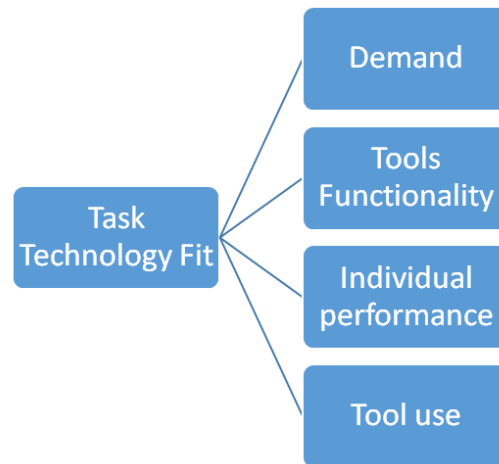 Task
Technology Fit
Demand
Tools
Functionality
Individual
performance
Tool use